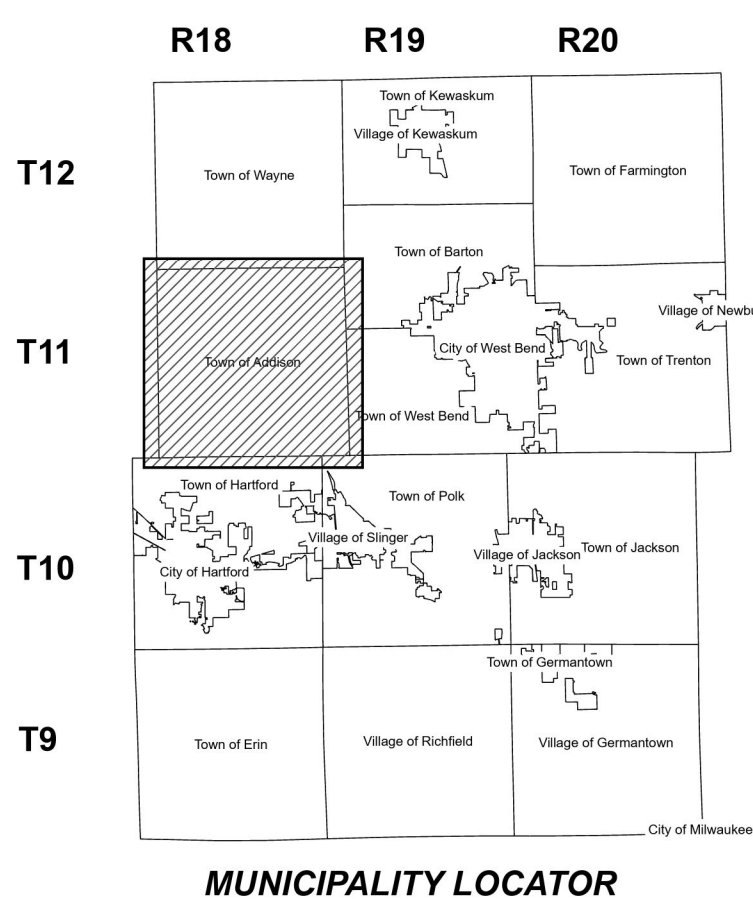 R18 R19 R20
Town of Kewaskum
Village of Kewaskum
T12
Town of Wayne
Town of Farmington
Town of Barton
Village of Newbu
T11
City of West Bend
Town of Addison
Town of Trenton
Town of West Bend
Town of Hartford
Town of Polk
Village of Slinger
Village of Jackson
Town of Jackson
T10
City of Hartford
Town of Germantown
T9
Town of Erin
Village of Richfield
Village of Germantown
City of Milwaukee
MUNICIPALITY LOCATOR